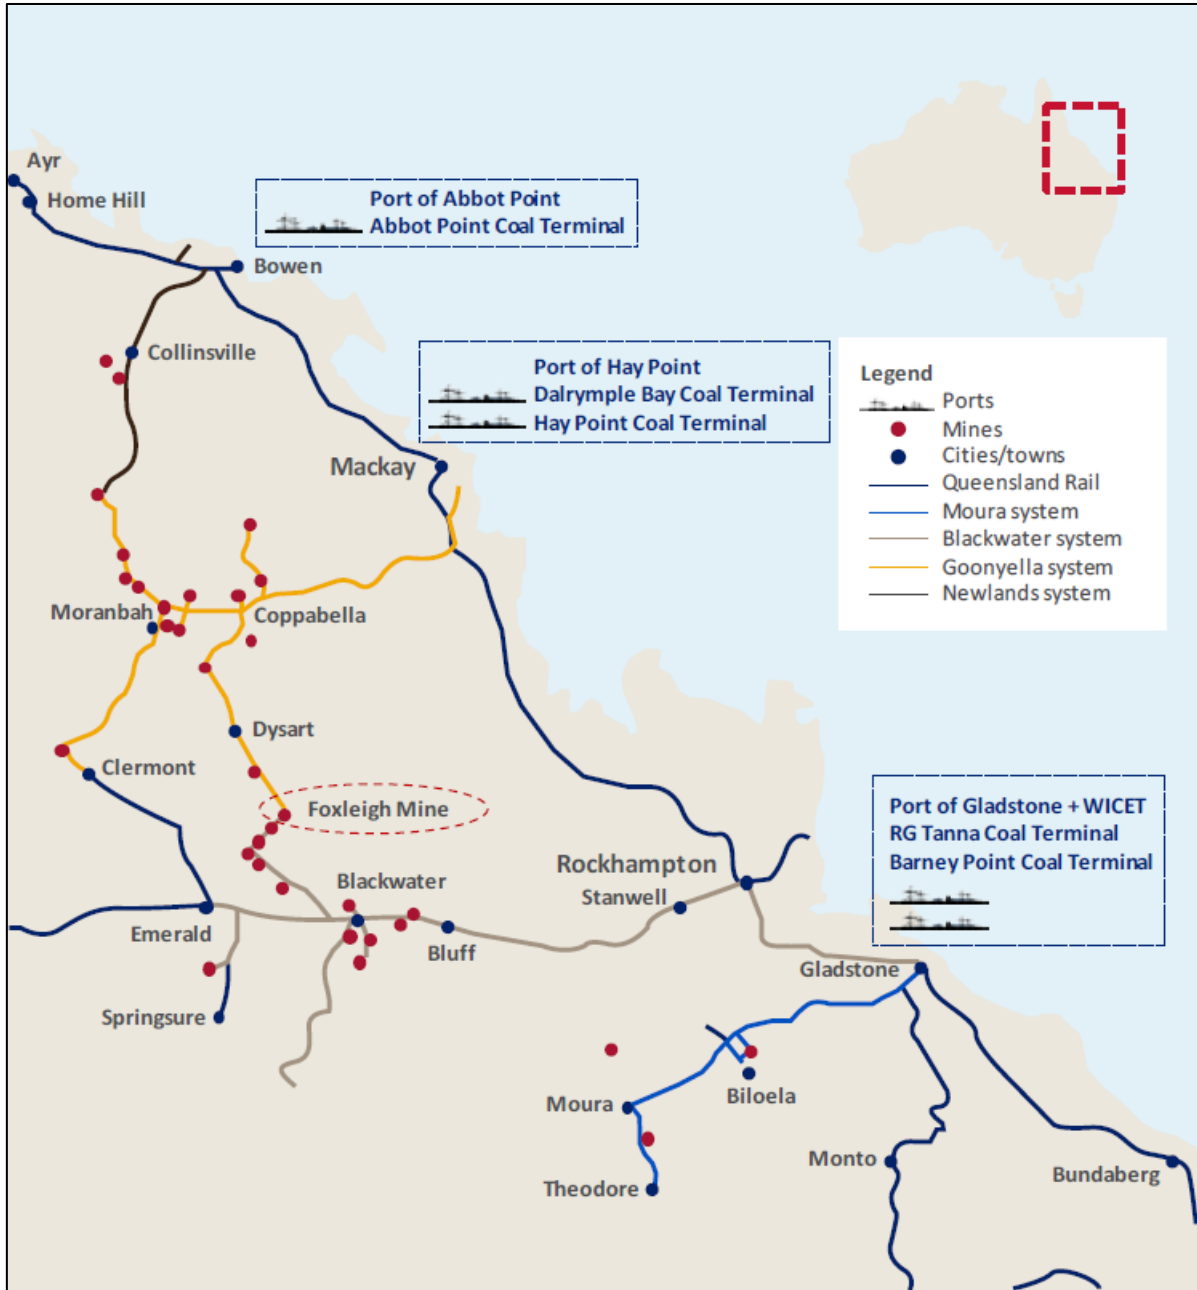 Ayr
Home Hill
Port of Abbot Point
Abbot Point Coal Terminal
Bowen
Collinsville
Port of Hay Point
Dalrymple Bay Coal Terminal
Hay Point Coal Terminal
Legend
Ports
Mines
Cities/towns
Queensland Rail
Moura system
Blackwater system
Goonyella system
Newlands system
Mackay
Moranbah
Coppabella
Dysart
Clermont
Foxleigh Mine
Port of Gladstone + WICET
RG Tanna Coal Terminal
Barney Point Coal Terminal
Rockhampton
Blackwater
Stanwell
Emerald
Bluff
Gladstone
Springsure
Moura
Biloela
Monto
Bundaberg
Theodore